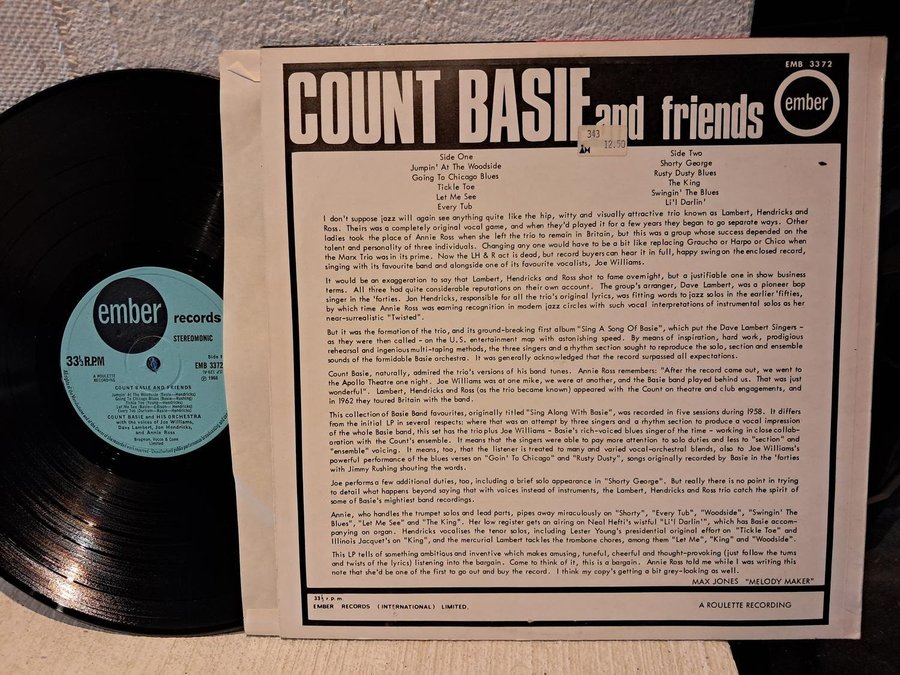 ember
records
STEREOMONIC
33⅓ R.P.M
A ROULETTE
RECORDING
Side
EMB 3372
℗ 1968
COUNT BASIE AND FRIENDS
Jumpin' At the Woodside (Basie-Hendricks)
Going To Chicago Blues (Basie-Rushing)
Tickle Toe (Young-Hendricks)
Let Me See (Basie-Edison-Hendricks)
Every Tub (Durham-Basie-Hendricks)
COUNT BASIE and HIS ORCHESTRA
with the voices of Joe Williams,
Davy Lambert, Jon Hendricks,
and Annie Ross
Bregman, Vocco & Conn
Limited
EMB 3372
COUNT BASIE and friends
ember
343
12.50
Side One
Jumpin' At The Woodside
Going To Chicago Blues
Tickle Toe
Let Me See
Every Tub
Side Two
Shorty George
Rusty Dusty Blues
The King
Swingin' The Blues
Li'l Darlin'
I don't suppose jazz will again see anything quite like the hip, witty and visually attractive trio known as Lambert, Hendricks and
Ross. Theirs was a completely original vocal game, and when they'd played it for a few years they began to go separate ways. Other
ladies took the place of Annie Ross when she left the trio to remain in Britain, but this was a group whose success depended on the
talent and personality of three individuals. Changing any one would have to be a bit like replacing Graucho or Harpo or Chico when
the Marx Trio was in its prime. Now the LH & R act is dead, but record buyers can hear it in full, happy swing on the enclosed record,
singing with its favourite band and alongside one of its favourite vocalists, Joe Williams.
It would be an exaggeration to say that Lambert, Hendricks and Ross shot to fame overnight, but a justifiable one in show business
terms. All three had quite considerable reputations on their own account. The group's arranger, Dave Lambert, was a pioneer bop
singer in the 'forties. Jon Hendricks, responsible for all the trio's original lyrics, was fitting words to jazz solos in the earlier 'fifties,
by which time Annie Ross was earning recognition in modern jazz circles with such vocal interpretations of instrumental solos as her
near-surrealistic "Twisted".
But it was the formation of the trio, and its ground-breaking first album "Sing A Song Of Basie", which put the Dave Lambert Singers -
as they were then called - on the U.S. entertainment map with astonishing speed. By means of inspiration, hard work, prodigious
rehearsal and ingenious multi-taping methods, the three singers and a rhythm section sought to reproduce the solo, section and ensemble
sounds of the formidable Basie orchestra. It was generally acknowledged that the record surpassed all expectations.
Count Basie, naturally, admired the trio's versions of his band tunes. Annie Ross remembers: "After the record came out, we went to
the Apollo Theatre one night. Joe Williams was at one mike, we were at another, and the Basie band played behind us. That was just
wonderful". Lambert, Hendricks and Ross (as the trio became known) appeared with the Count on theatre and club engagements, and
in 1962 they toured Britain with the band.
This collection of Basie Band favourites, originally titled "Sing Along With Basie", was recorded in five sessions during 1958. It differs
from the initial LP in several respects: where that was an attempt by three singers and a rhythm section to produce a vocal impression
of the whole Basie band, this set has the trio plus Joe Williams - Basie's rich-voiced blues singer of the time - working in close collab-
oration with the Count's ensemble. It means that the singers were able to pay more attention to solo duties and less to "section" and
"ensemble" voicing. It means, too, that the listener is treated to many and varied vocal-orchestral blends, also to Joe Williams's
powerful performance of the blues verses on "Goin' To Chicago" and "Rusty Dusty", songs originally recorded by Basie in the 'forties
with Jimmy Rushing shouting the words.
Joe performs a few additional duties, too, including a brief solo appearance in "Shorty George". But really there is no point in trying
to detail what happens beyond saying that with voices instead of instruments, the Lambert, Hendricks and Ross trio catch the spirit of
some of Basie's mightiest band recordings.
Annie, who handles the trumpet solos and lead parts, pipes away miraculously on "Shorty", "Every Tub", "Woodside", "Swingin' The
Blues", "Let Me See" and "The King". Her low register gets an airing on Neal Hefti's wistful "Li'l Darlin'", which has Basie accom-
panying on organ. Hendricks vocalises the tenor solos, including Lester Young's presidential original effort on "Tickle Toe" and
Illinois Jacquet's on "King", and the mercurial Lambert tackles the trombone chores, among them "Let Me", "King" and "Woodside".
This LP tells of something ambitious and inventive which makes amusing, tuneful, cheerful and thought-provoking (just follow the turns
and twists of the lyrics) listening into the bargain. Come to think of it, this is a bargain. Annie Ross told me while I was writing this
note that she'd be one of the first to go out and buy the record. I think my copy's getting a bit grey-looking as well.
MAX JONES "MELODY MAKER"
33⅓ r.p.m
EMBER RECORDS (INTERNATIONAL) LIMITED.
A ROULETTE RECORDING